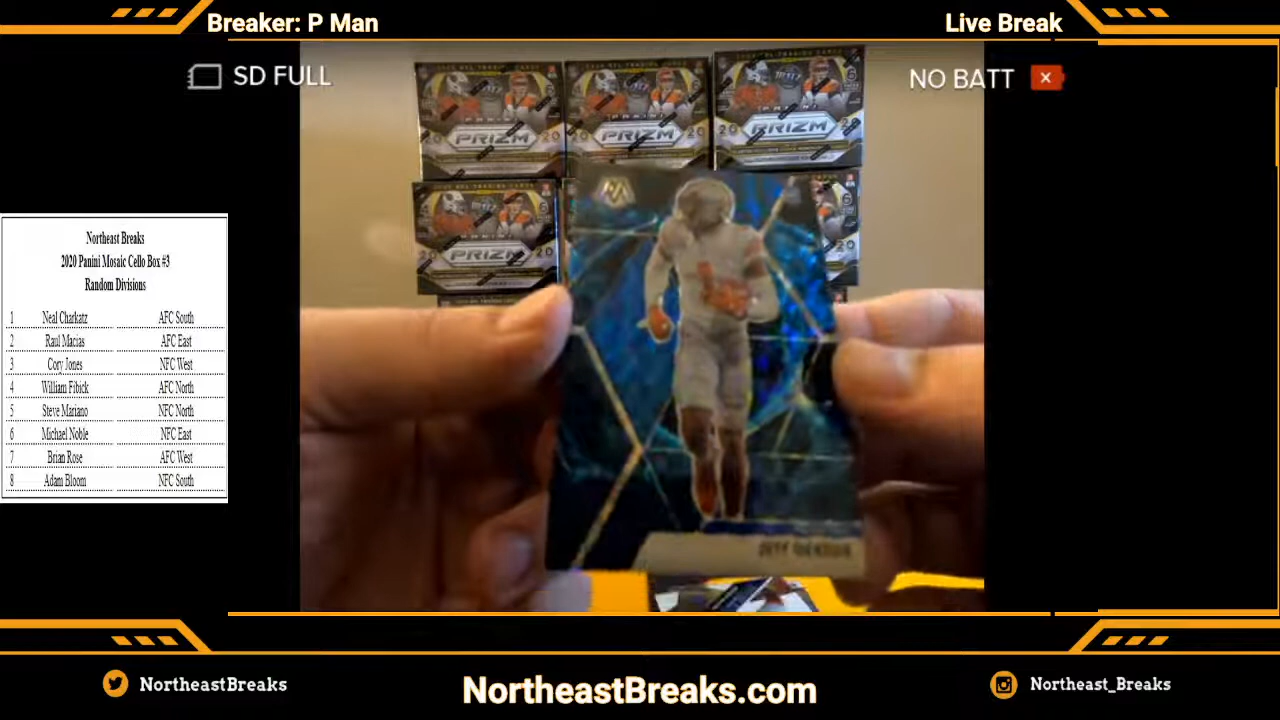 Breaker: P Man
Live Break
SD FULL
NO BATT
PRIZM
PRIZM
PRIZM
PRIZM
Northeast Breaks
2020 Panini Mosaic Cello Box #3
Random Divisions
1 Neal Charkatz AFC South
2 Raul Macias AFC East
3 Cory Jones NFC West
4 William Fibick AFC North
5 Steve Mariano NFC North
6 Michael Noble NFC East
7 Brian Rose AFC West
8 Adam Bloom NFC South
NortheastBreaks
NortheastBreaks.com
Northeast_Breaks